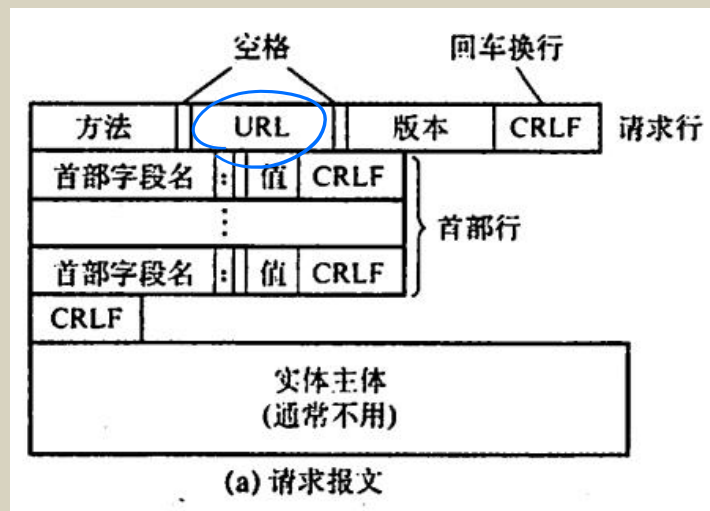 空格 回车换行
方法 URL 版本 CRLF 请求行
首部字段名 : 值 CRLF
⋮ 首部行
首部字段名 : 值 CRLF
CRLF
实体主体
(通常不用)
(a) 请求报文